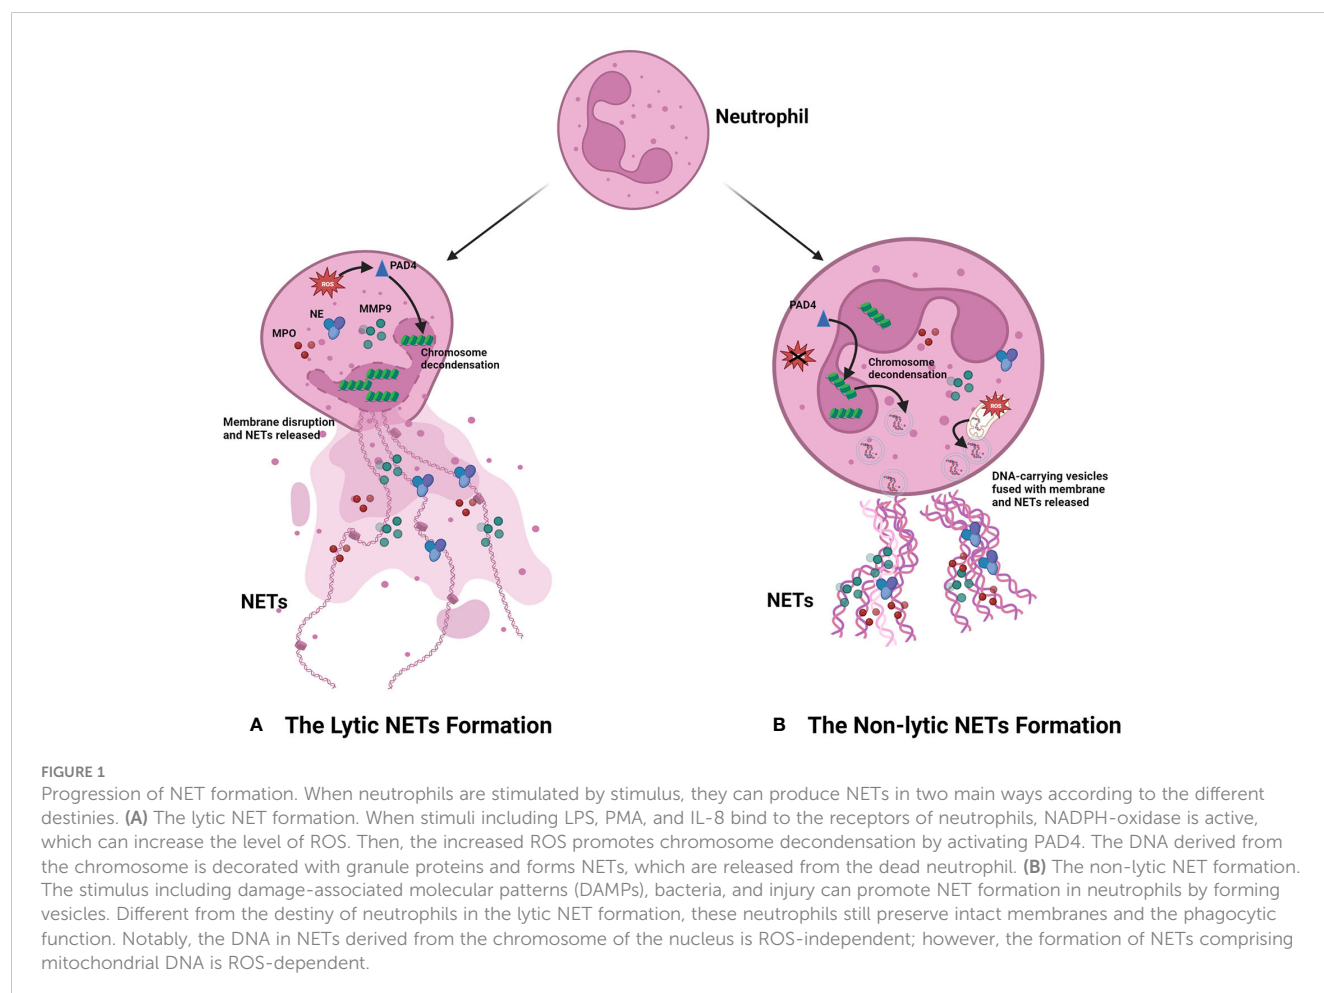 Neutrophil
ROS
PAD4
NE
MMP9
MPO
Chromosome
decondensation
Membrane disruption
and NETs released
NETs
PAD4
Chromosome
decondensation
ROS
DNA-carrying vesicles
fused with membrane
and NETs released
NETs
A The Lytic NETs Formation
B The Non-lytic NETs Formation
FIGURE 1
Progression of NET formation. When neutrophils are stimulated by stimulus, they can produce NETs in two main ways according to the different
destinies. (A) The lytic NET formation. When stimuli including LPS, PMA, and IL-8 bind to the receptors of neutrophils, NADPH-oxidase is active,
which can increase the level of ROS. Then, the increased ROS promotes chromosome decondensation by activating PAD4. The DNA derived from
the chromosome is decorated with granule proteins and forms NETs, which are released from the dead neutrophil. (B) The non-lytic NET formation.
The stimulus including damage-associated molecular patterns (DAMPs), bacteria, and injury can promote NET formation in neutrophils by forming
vesicles. Different from the destiny of neutrophils in the lytic NET formation, these neutrophils still preserve intact membranes and the phagocytic
function. Notably, the DNA in NETs derived from the chromosome of the nucleus is ROS-independent; however, the formation of NETs comprising
mitochondrial DNA is ROS-dependent.